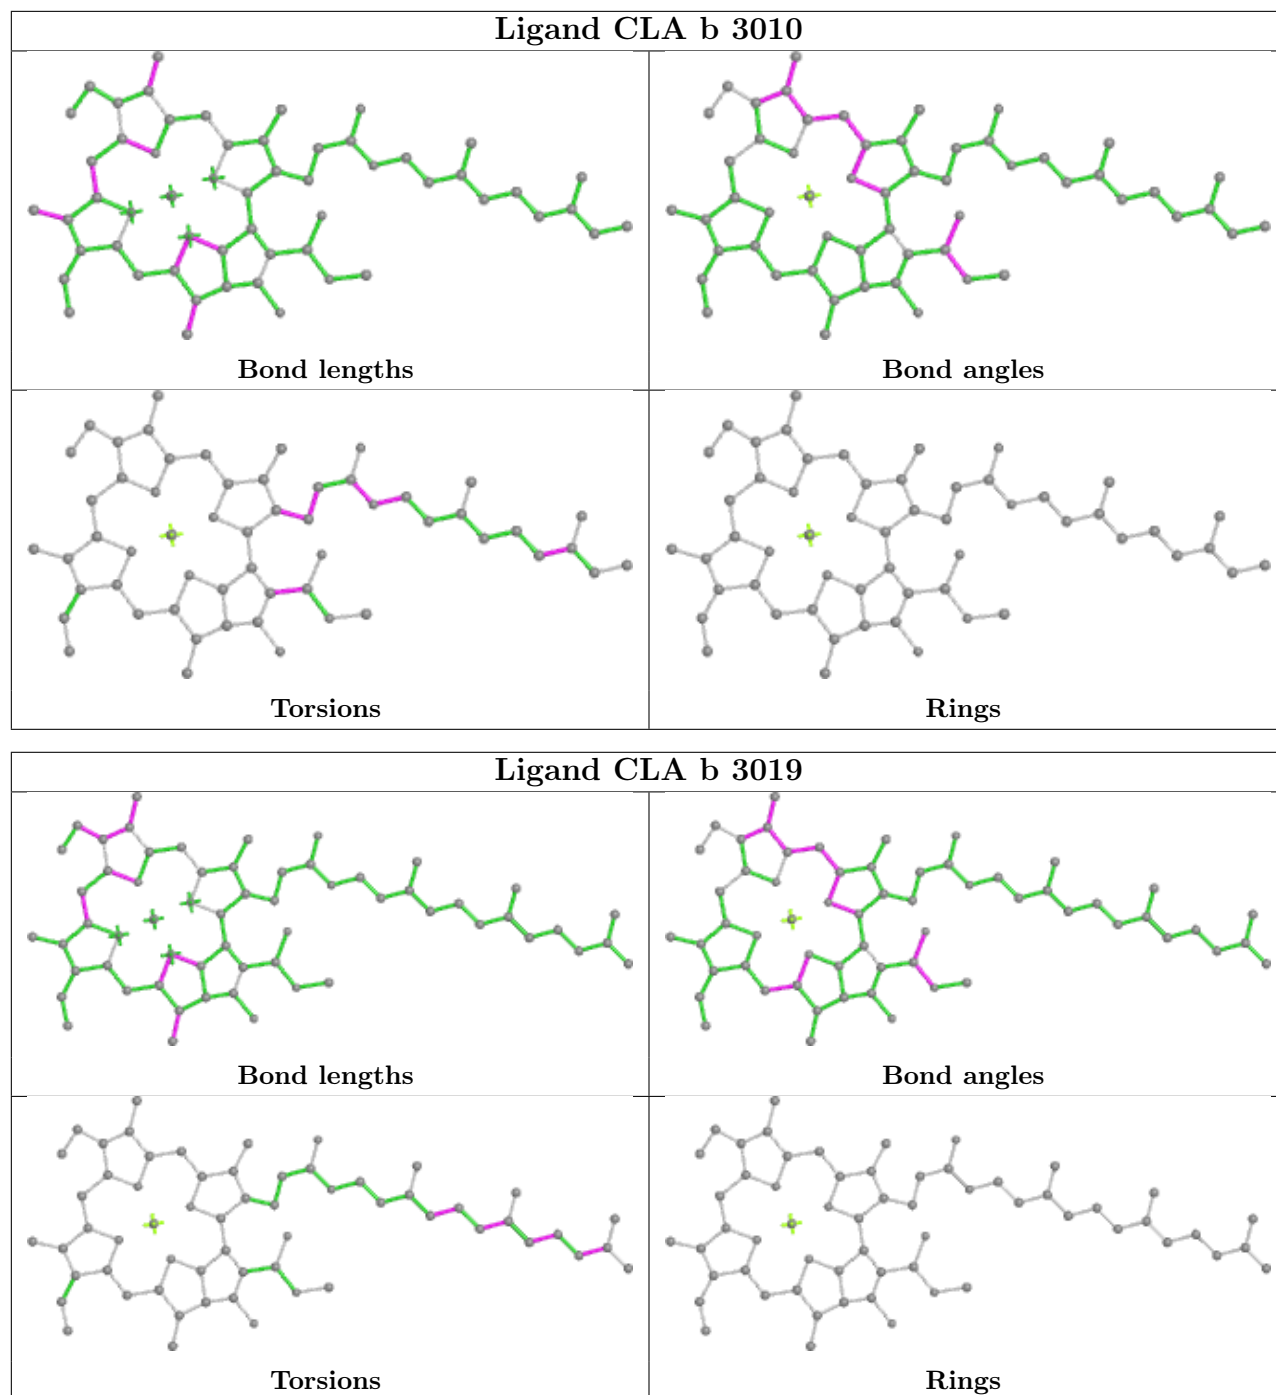 Ligand CLA b 3010
Bond lengths
Bond angles
Torsions
Rings
Ligand CLA b 3019
Bond lengths
Bond angles
Torsions
Rings